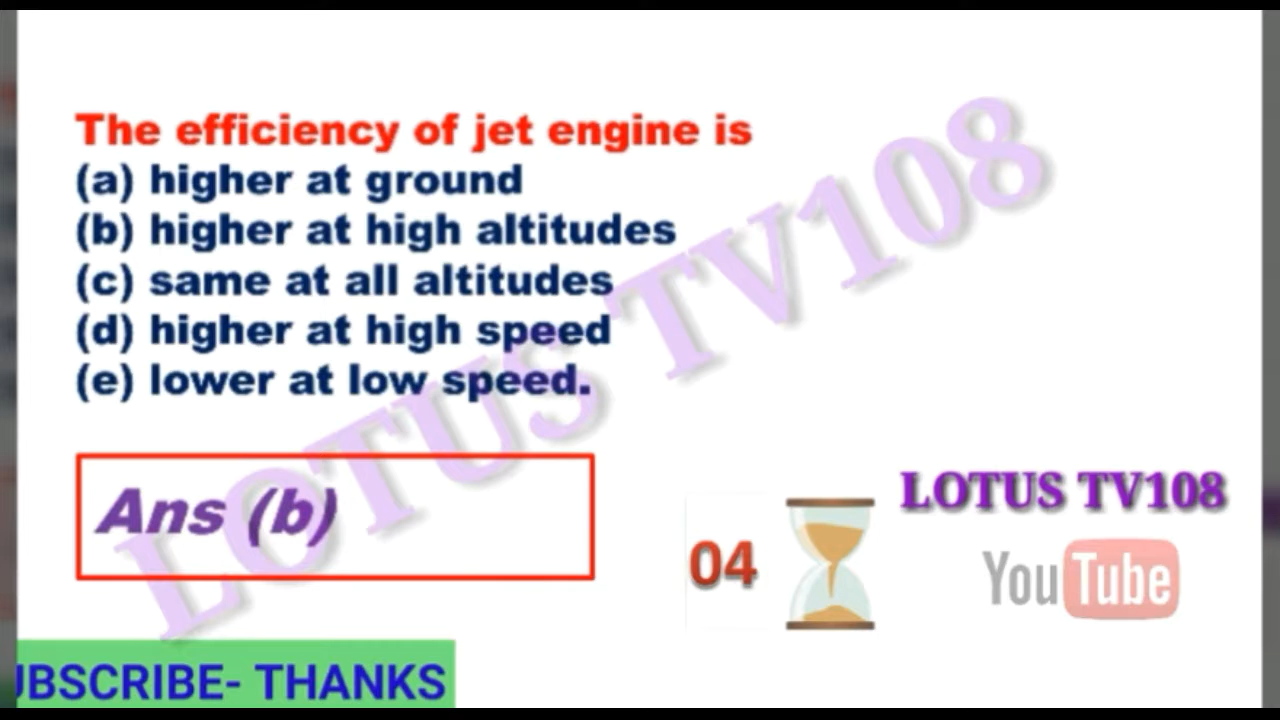 The efficiency of jet engine is
(a) higher at ground
(b) higher at high altitudes
(c) same at all altitudes
(d) higher at high speed
(e) lower at low speed.
LOTUS TV108
Ans (b)
04
LOTUS TV108
YouTube
UBSCRIBE- THANKS